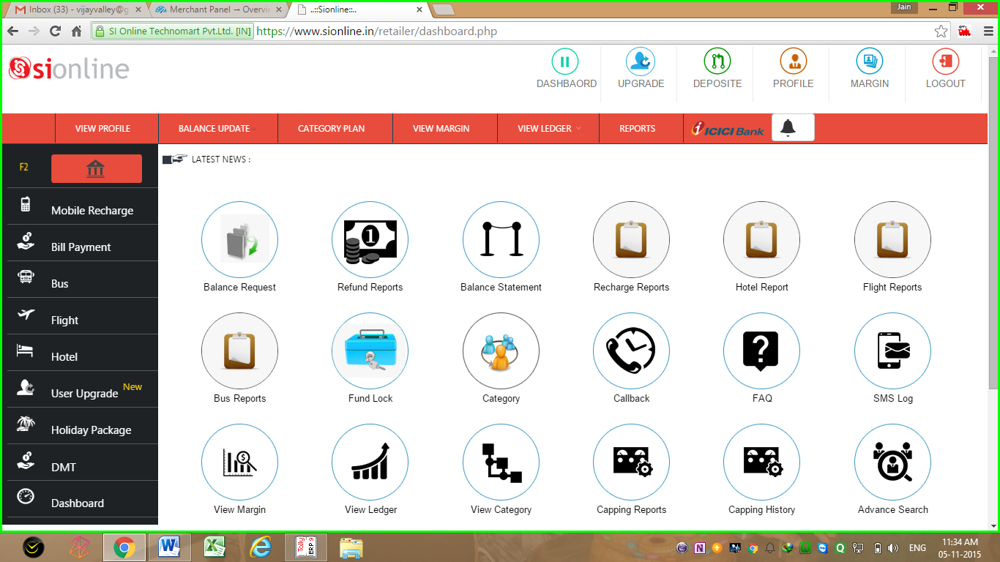 Inbox (33) - vijayvalley@g
Merchant Panel → Overvie
..::Sionline::..
Jain
SI Online Technomart Pvt.Ltd. [IN] https://www.sionline.in/retailer/dashboard.php
sionline
DASHBAORD UPGRADE DEPOSITE PROFILE MARGIN LOGOUT
VIEW PROFILE BALANCE UPDATE CATEGORY PLAN VIEW MARGIN VIEW LEDGER REPORTS ICICI Bank
F2
LATEST NEWS :
Mobile Recharge
Bill Payment
Bus
Flight
Hotel
User Upgrade New
Holiday Package
DMT
Dashboard
1
Balance Request Refund Reports Balance Statement Recharge Reports Hotel Report Flight Reports
?
Bus Reports Fund Lock Category Callback FAQ SMS Log
$
View Margin View Ledger View Category Capping Reports Capping History Advance Search
Tally ERP 9
ENG
11:34 AM
05-11-2015